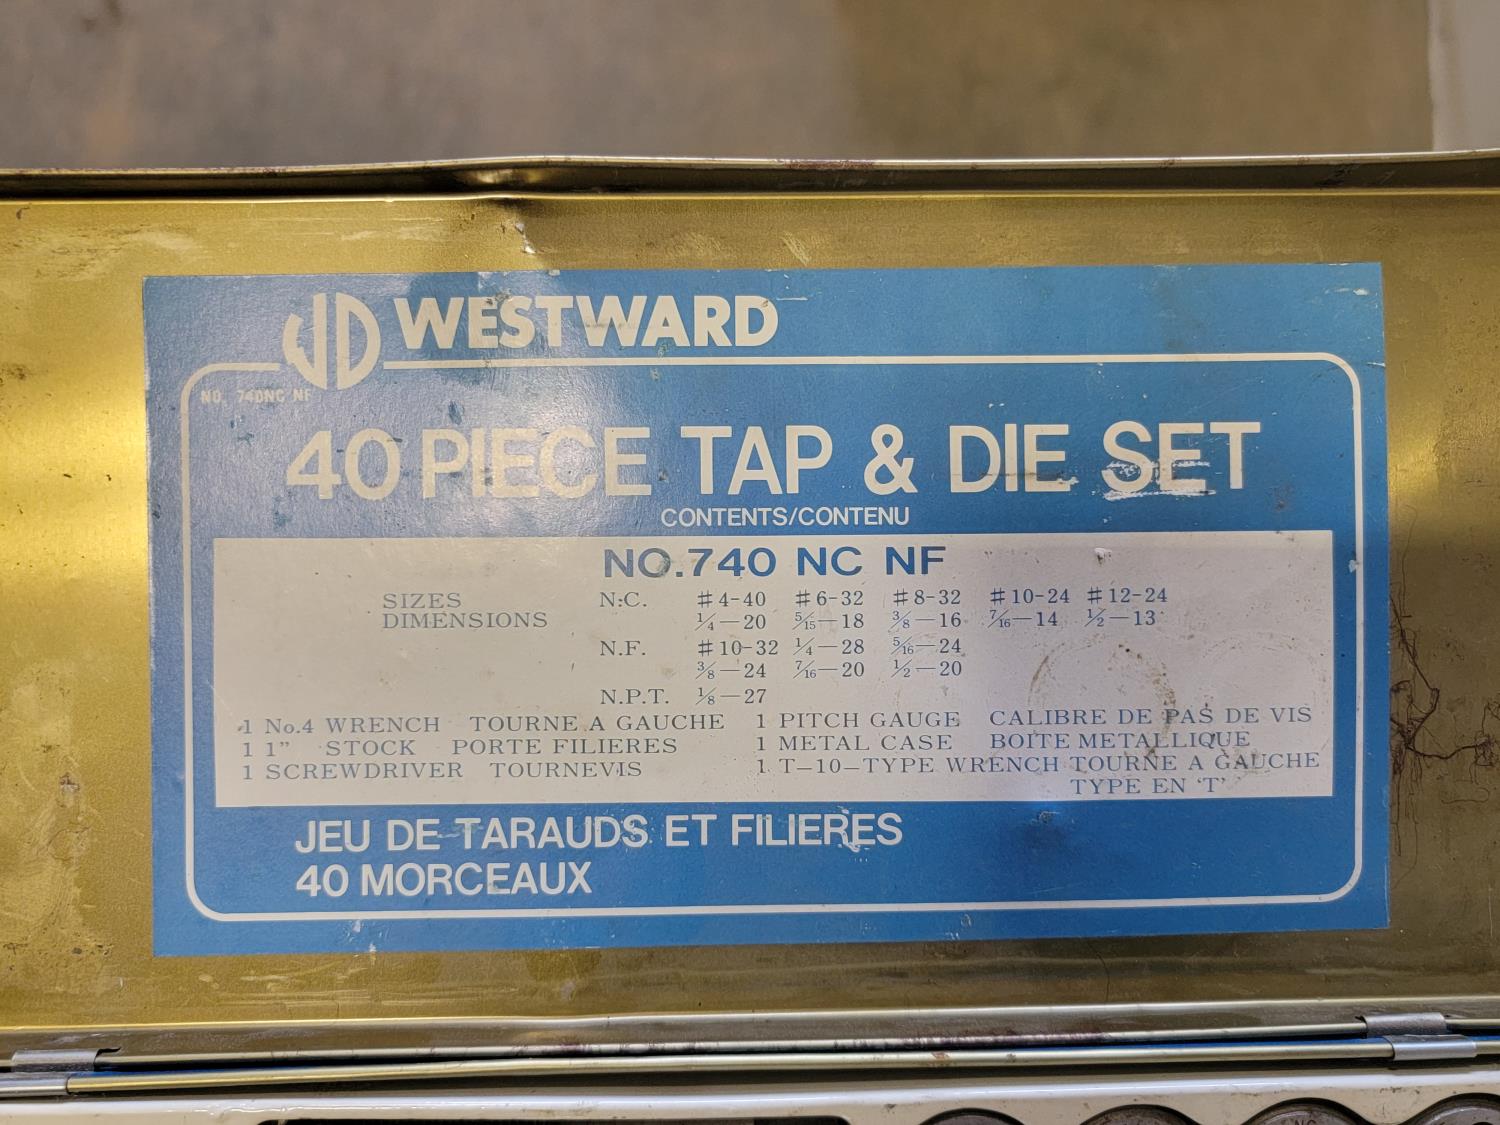 WESTWARD
NO. 740NC NF
40 PIECE TAP & DIE SET
CONTENTS/CONTENU
NO.740 NC NF
SIZES N.C. #4-40 #6-32 #8-32 #10-24 #12-24
DIMENSIONS 1/4-20 5/15-18 3/8-16 7/16-14 1/2-13
N.F. #10-32 1/4-28 5/16-24
3/8-24 7/16-20 1/2-20
N.P.T. 1/8-27
1 No.4 WRENCH TOURNE A GAUCHE 1 PITCH GAUGE CALIBRE DE PAS DE VIS
1 1" STOCK PORTE FILIERES 1 METAL CASE BOITE METALLIQUE
1 SCREWDRIVER TOURNEVIS 1 T-10-TYPE WRENCH TOURNE A GAUCHE
TYPE EN 'T'
JEU DE TARAUDS ET FILIERES
40 MORCEAUX